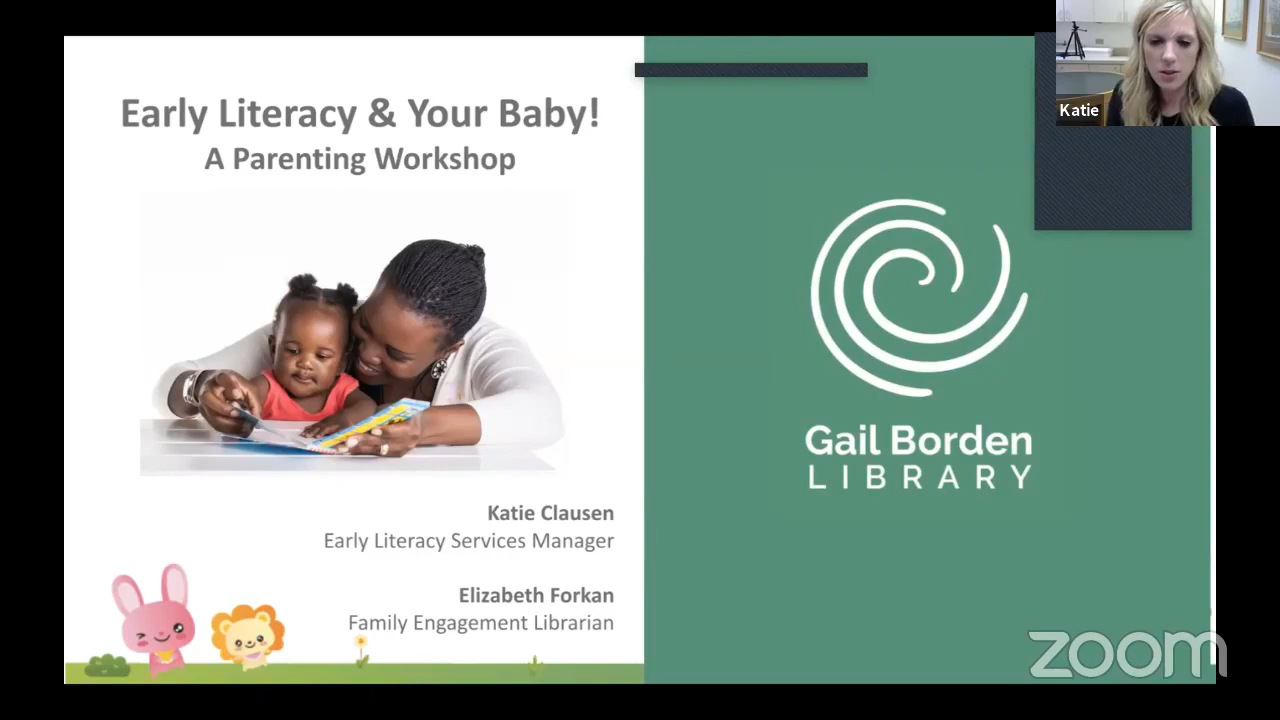 Early Literacy & Your Baby!
A Parenting Workshop
Katie Clausen
Early Literacy Services Manager
Elizabeth Forkan
Family Engagement Librarian
Gail Borden
LIBRARY
Katie
zoom